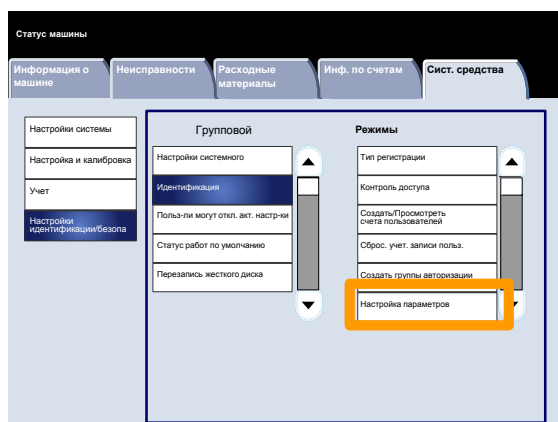 Статус машины
Информация о
машине
Неисправности
Расходные
материалы
Инф. по счетам
Сист. средства
Настройки системы
Настройка и калибровка
Учет
Настройки
идентификации/безопа
Групповой
Настройки системного
Идентификация
Польз-ли могут откл. акт. настр-ки
Статус работ по умолчанию
Перезапись жесткого диска
Режимы
Тип регистрации
Контроль доступа
Создать/Просмотреть
счета пользователей
Сброс. учет. записи польз.
Создать группы авторизации
Настройка параметров